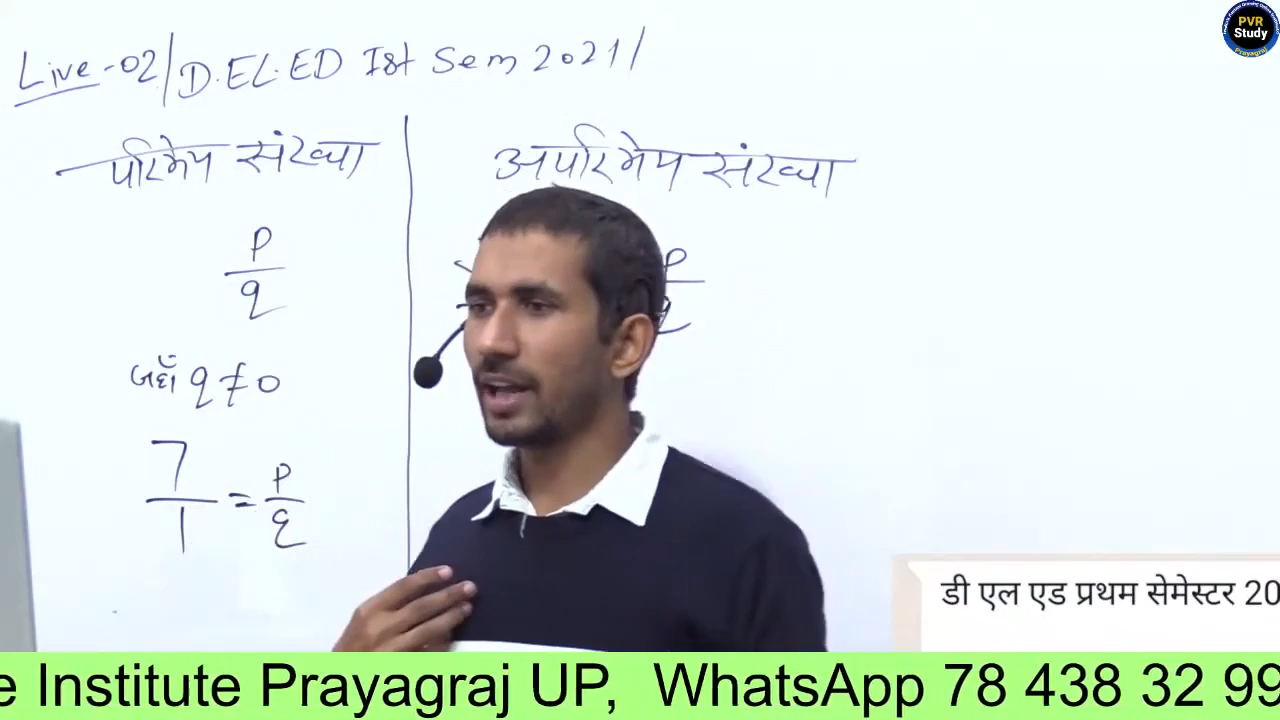 Live-02/D.EL.ED Ist Sem 2021/
परिमेय संख्या
अपरिमेय संख्या
P
q
जहाँ q ≠ 0
7
1
=
P
q
P
PVR
Study
Prayagraj
डी एल एड प्रथम सेमेस्टर 20
e Institute Prayagraj UP, WhatsApp 78 438 32 99